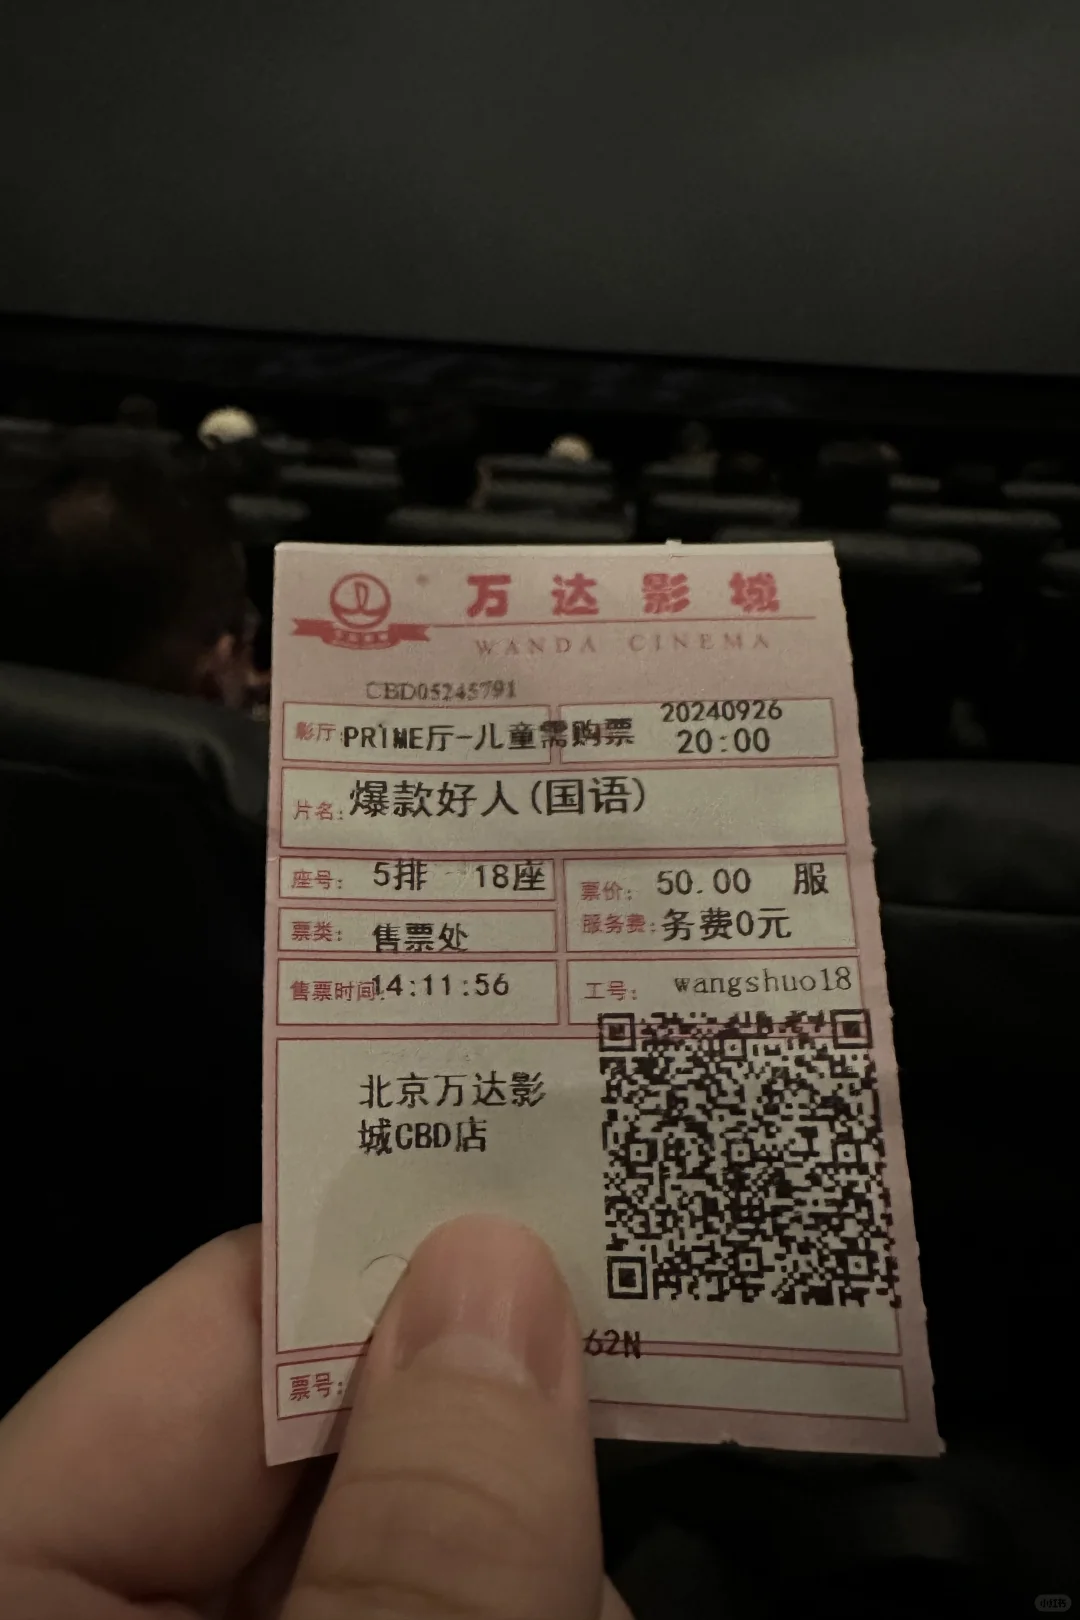 万达影城
WANDA CINEMA
CBD05245791
影厅:PRIME厅-儿童需购票
20240926
20:00
片名:爆款好人(国语)
座号: 5排 18座
票价: 50.00 服
服务费:务费0元
票类: 售票处
售票时间:14:11:56
工号: wangshuo18
北京万达影
城CBD店
62N
票号:
小红书